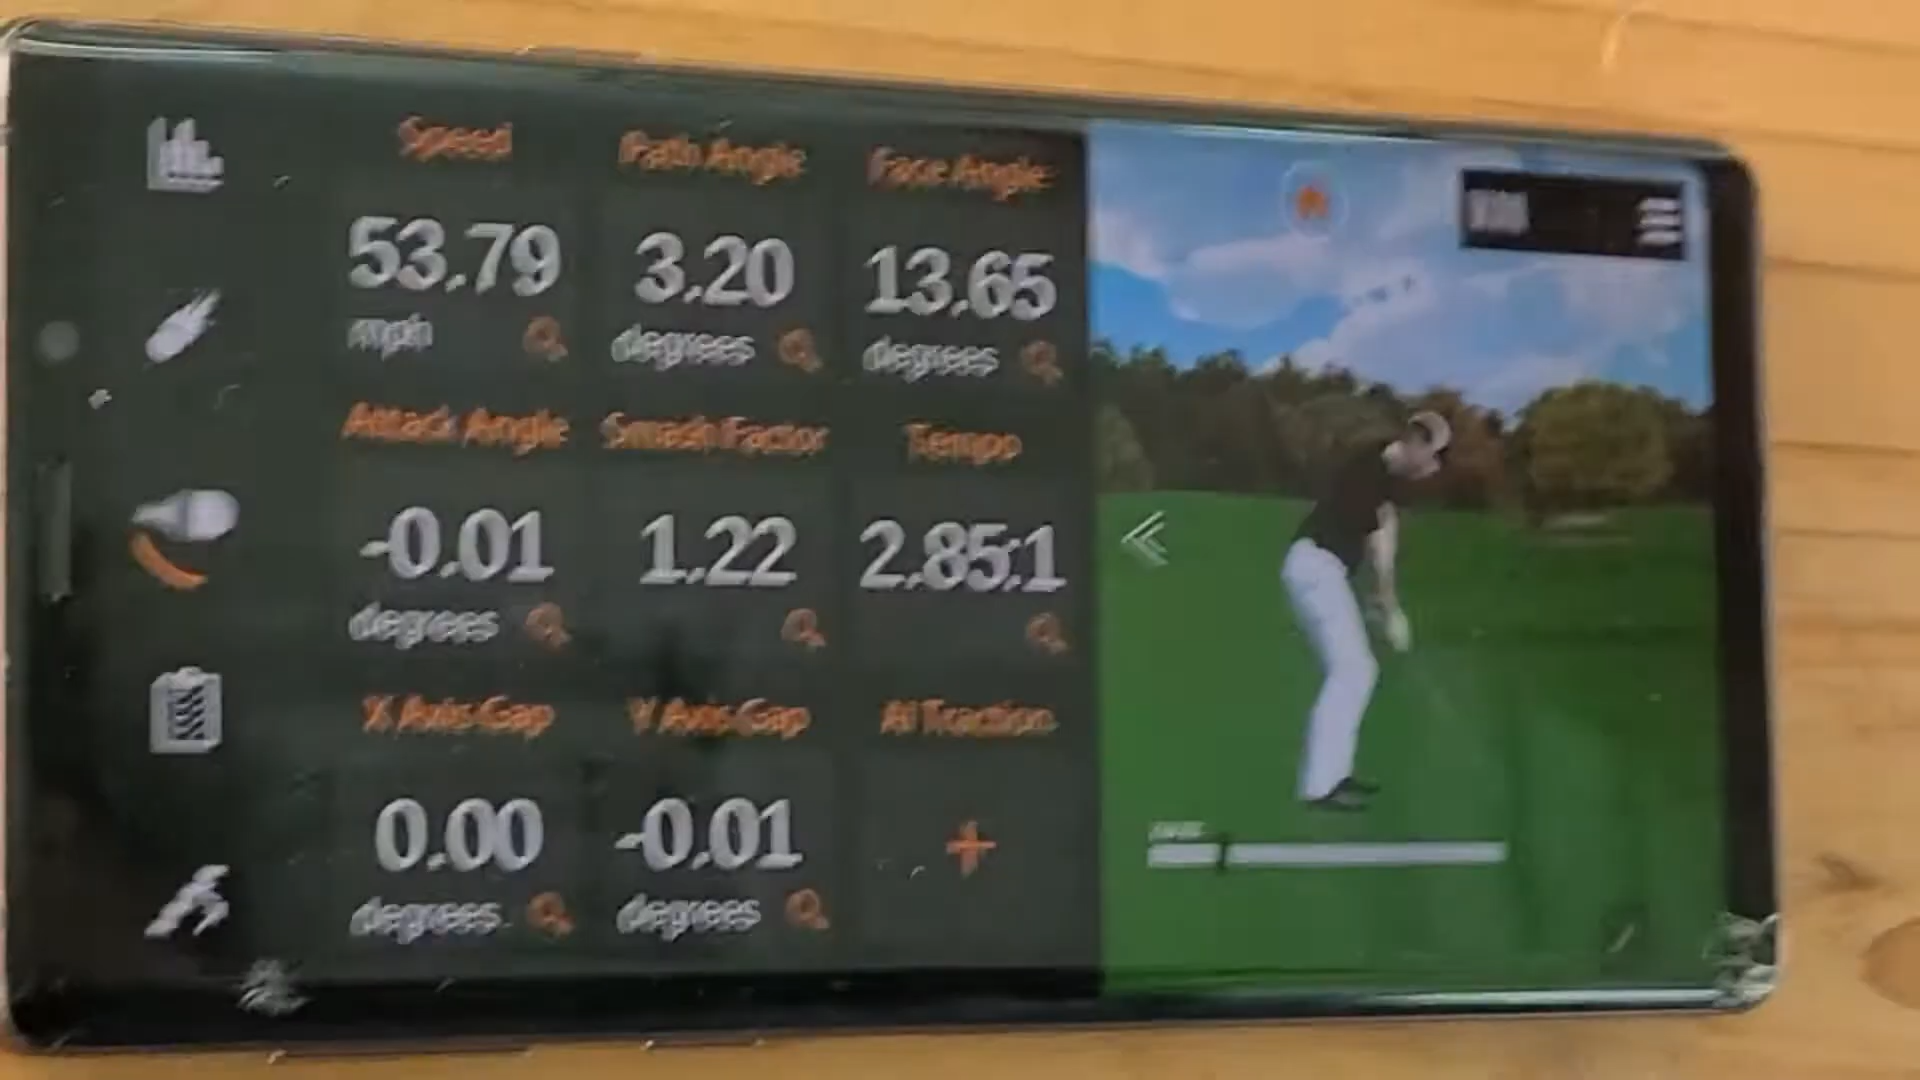 Speed Path Angle Face Angle
53.79 3.20 13.65
mph degrees degrees
Attack Angle Smash Factor Tempo
-0.01 1.22 2.85:1
degrees
X Axis Gap Y Axis Gap AI Traction
0.00 -0.01 +
degrees degrees